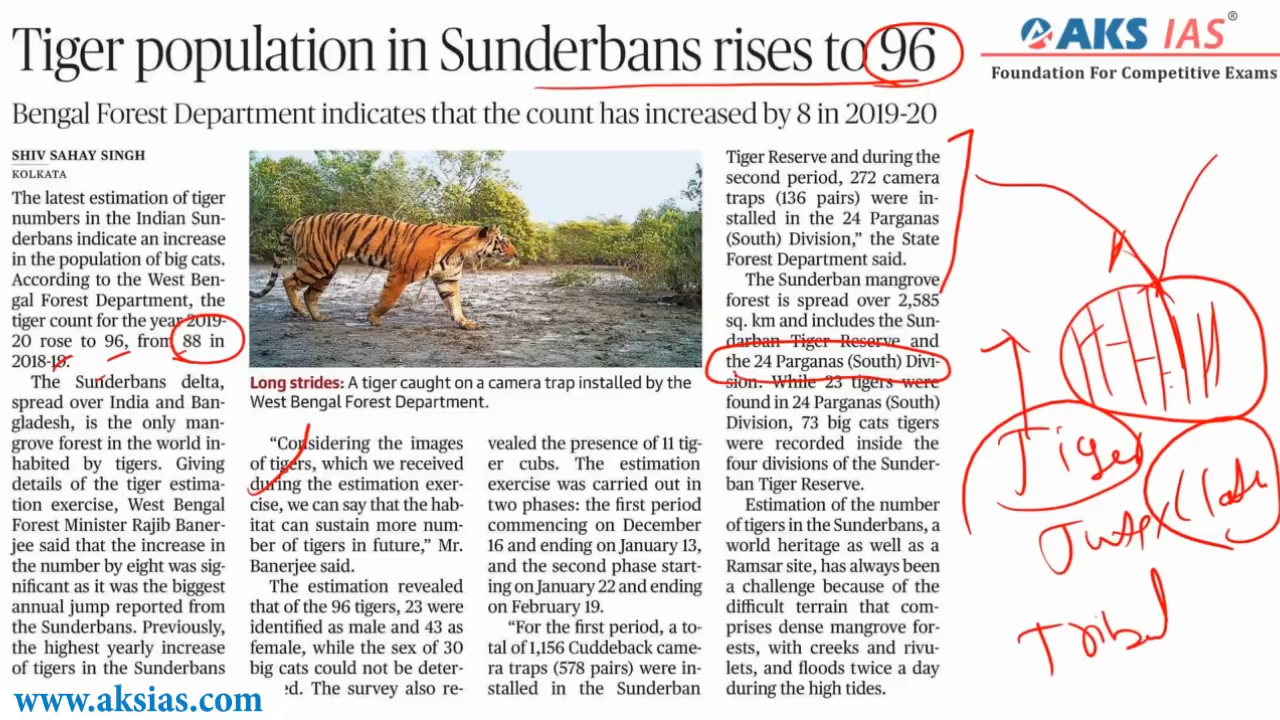 Tiger population in Sunderbans rises to 96
AKS IAS®
Foundation For Competitive Exams
Bengal Forest Department indicates that the count has increased by 8 in 2019-20
SHIV SAHAY SINGH
KOLKATA
The latest estimation of tiger
numbers in the Indian Sun-
derbans indicate an increase
in the population of big cats.
According to the West Ben-
gal Forest Department, the
tiger count for the year 2019-
20 rose to 96, from 88 in
2018-19.
The Sunderbans delta,
spread over India and Ban-
gladesh, is the only man-
grove forest in the world in-
habited by tigers. Giving
details of the tiger estima-
tion exercise, West Bengal
Forest Minister Rajib Baner-
jee said that the increase in
the number by eight was sig-
nificant as it was the biggest
annual jump reported from
the Sunderbans. Previously,
the highest yearly increase
of tigers in the Sunderbans
Long strides: A tiger caught on a camera trap installed by the
West Bengal Forest Department.
“Considering the images
of tigers, which we received
during the estimation exer-
cise, we can say that the hab-
itat can sustain more num-
ber of tigers in future,” Mr.
Banerjee said.
The estimation revealed
that of the 96 tigers, 23 were
identified as male and 43 as
female, while the sex of 30
big cats could not be deter-
ed. The survey also re-
vealed the presence of 11 tig-
er cubs. The estimation
exercise was carried out in
two phases: the first period
commencing on December
16 and ending on January 13,
and the second phase start-
ing on January 22 and ending
on February 19.
“For the first period, a to-
tal of 1,156 Cuddeback came-
ra traps (578 pairs) were in-
stalled in the Sunderban
Tiger Reserve and during the
second period, 272 camera
traps (136 pairs) were in-
stalled in the 24 Parganas
(South) Division,” the State
Forest Department said.
The Sunderban mangrove
forest is spread over 2,585
sq. km and includes the Sun-
darban Tiger Reserve and
the 24 Parganas (South) Divi-
sion. While 23 tigers were
found in 24 Parganas (South)
Division, 73 big cats tigers
were recorded inside the
four divisions of the Sunder-
ban Tiger Reserve.
Estimation of the number
of tigers in the Sunderbans, a
world heritage as well as a
Ramsar site, has always been
a challenge because of the
difficult terrain that com-
prises dense mangrove for-
ests, with creeks and rivu-
lets, and floods twice a day
during the high tides.
Tiger
Tribal
www.aksias.com